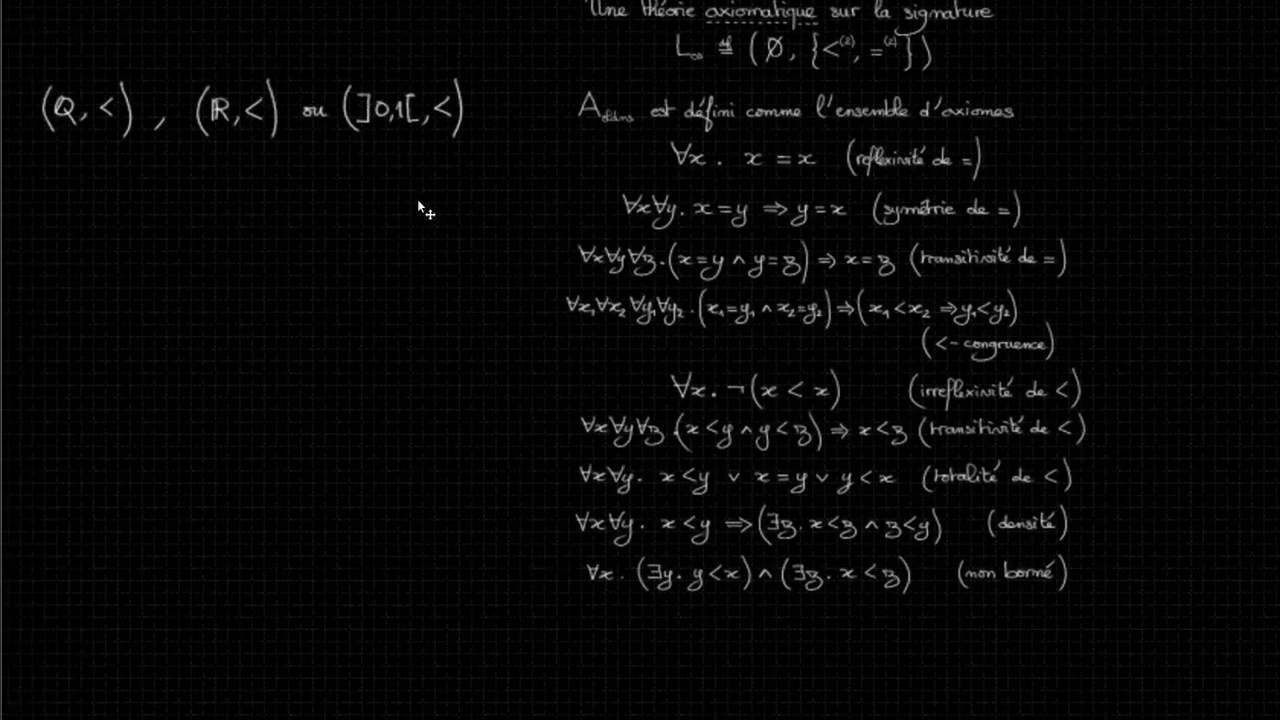 Une théorie axiomatique sur la signature
L∞ ≝ (∅, {<⁽²⁾, =⁽²⁾})
(ℚ, <) , (ℝ, <) ou (]0,1[, <)
A est défini comme l'ensemble d'axiomes
∀x. x = x (reflexivité de =)
∀x∀y. x = y ⇒ y = x (symétrie de =)
∀x∀y∀z. (x = y ∧ y = z) ⇒ x = z (transitivité de =)
∀x₁∀x₂ ∀y₁∀y₂. (x₁ = y₁ ∧ x₂ = y₂) ⇒ (x₁ < x₂ ⇒ y₁ < y₂)
(<-congruence)
∀x. ¬(x < x) (irreflexivité de <)
∀x∀y∀z. (x < y ∧ y < z) ⇒ x < z (transitivité de <)
∀x∀y. x < y ∨ x = y ∨ y < x (totalité de <)
∀x∀y. x < y ⇒ (∃z. x < z ∧ z < y) (densité)
∀x. (∃y. y < x) ∧ (∃z. x < z) (non borné)